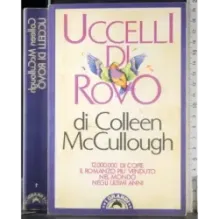 UCCELLI DI ROVO
Colleen McCullough
UCCELLI
DI
ROVO
di Colleen
McCullough
12.000.000 DI COPIE
IL ROMANZO PIÙ VENDUTO
NEL MONDO
NEGLI ULTIMI ANNI